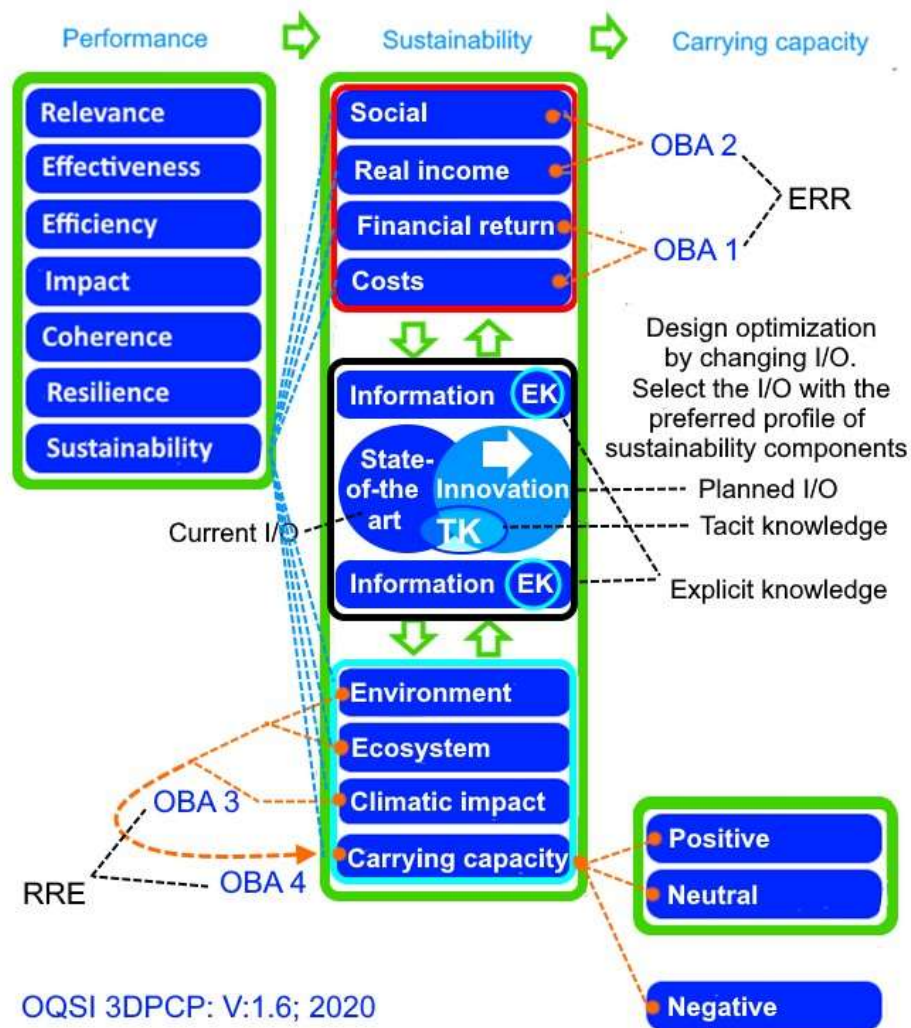 Performance
Sustainability
Carrying capacity
Relevance
Effectiveness
Efficiency
Impact
Coherence
Resilience
Sustainability
Social
Real income
Financial return
Costs
OBA 2
ERR
OBA 1
Information EK
State-
of-the
art
Innovation
TK
Information EK
Current I/O
Design optimization
by changing I/O.
Select the I/O with the
preferred profile of
sustainability components
Planned I/O
Tacit knowledge
Explicit knowledge
Environment
Ecosystem
Climatic impact
Carrying capacity
OBA 3
OBA 4
RRE
Positive
Neutral
Negative
OQSI 3DPCP: V:1.6; 2020